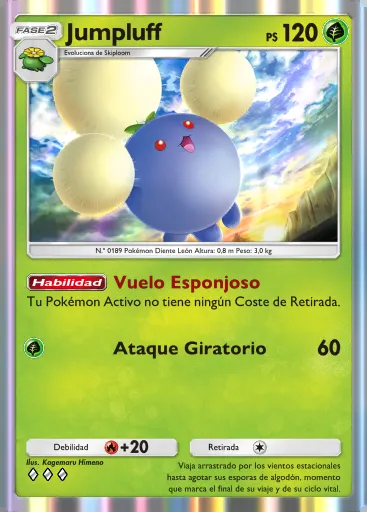 FASE 2
Jumpluff
PS 120
Evoluciona de Skiploom
N.º 0189 Pokémon Diente León Altura: 0,8 m Peso: 3,0 kg
Habilidad Vuelo Esponjoso
Tu Pokémon Activo no tiene ningún Coste de Retirada.
Ataque Giratorio 60
Debilidad +20 Retirada
Ilus. Kagemaru Himeno
Viaja arrastrado por los vientos estacionales
hasta agotar sus esporas de algodón, momento
que marca el final de su viaje y de su ciclo vital.